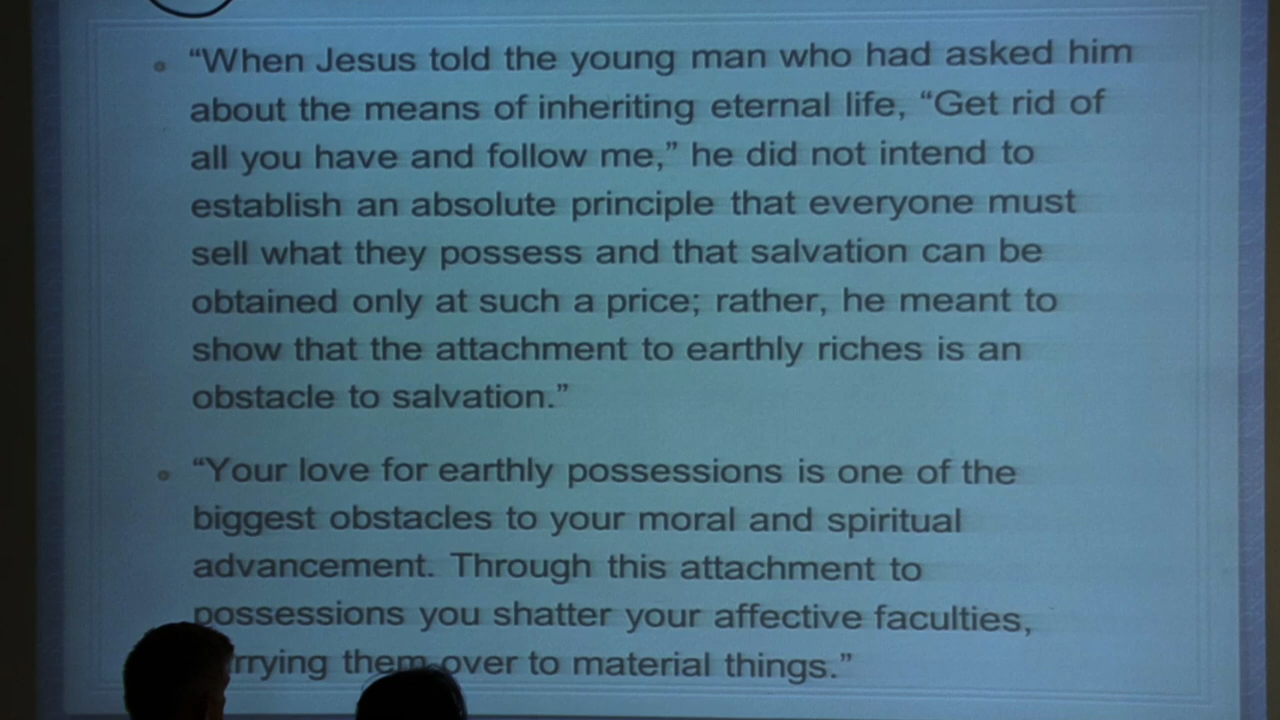 “When Jesus told the young man who had asked him
about the means of inheriting eternal life, “Get rid of
all you have and follow me,” he did not intend to
establish an absolute principle that everyone must
sell what they possess and that salvation can be
obtained only at such a price; rather, he meant to
show that the attachment to earthly riches is an
obstacle to salvation.”
“Your love for earthly possessions is one of the
biggest obstacles to your moral and spiritual
advancement. Through this attachment to
possessions you shatter your affective faculties,
rrying them over to material things.”